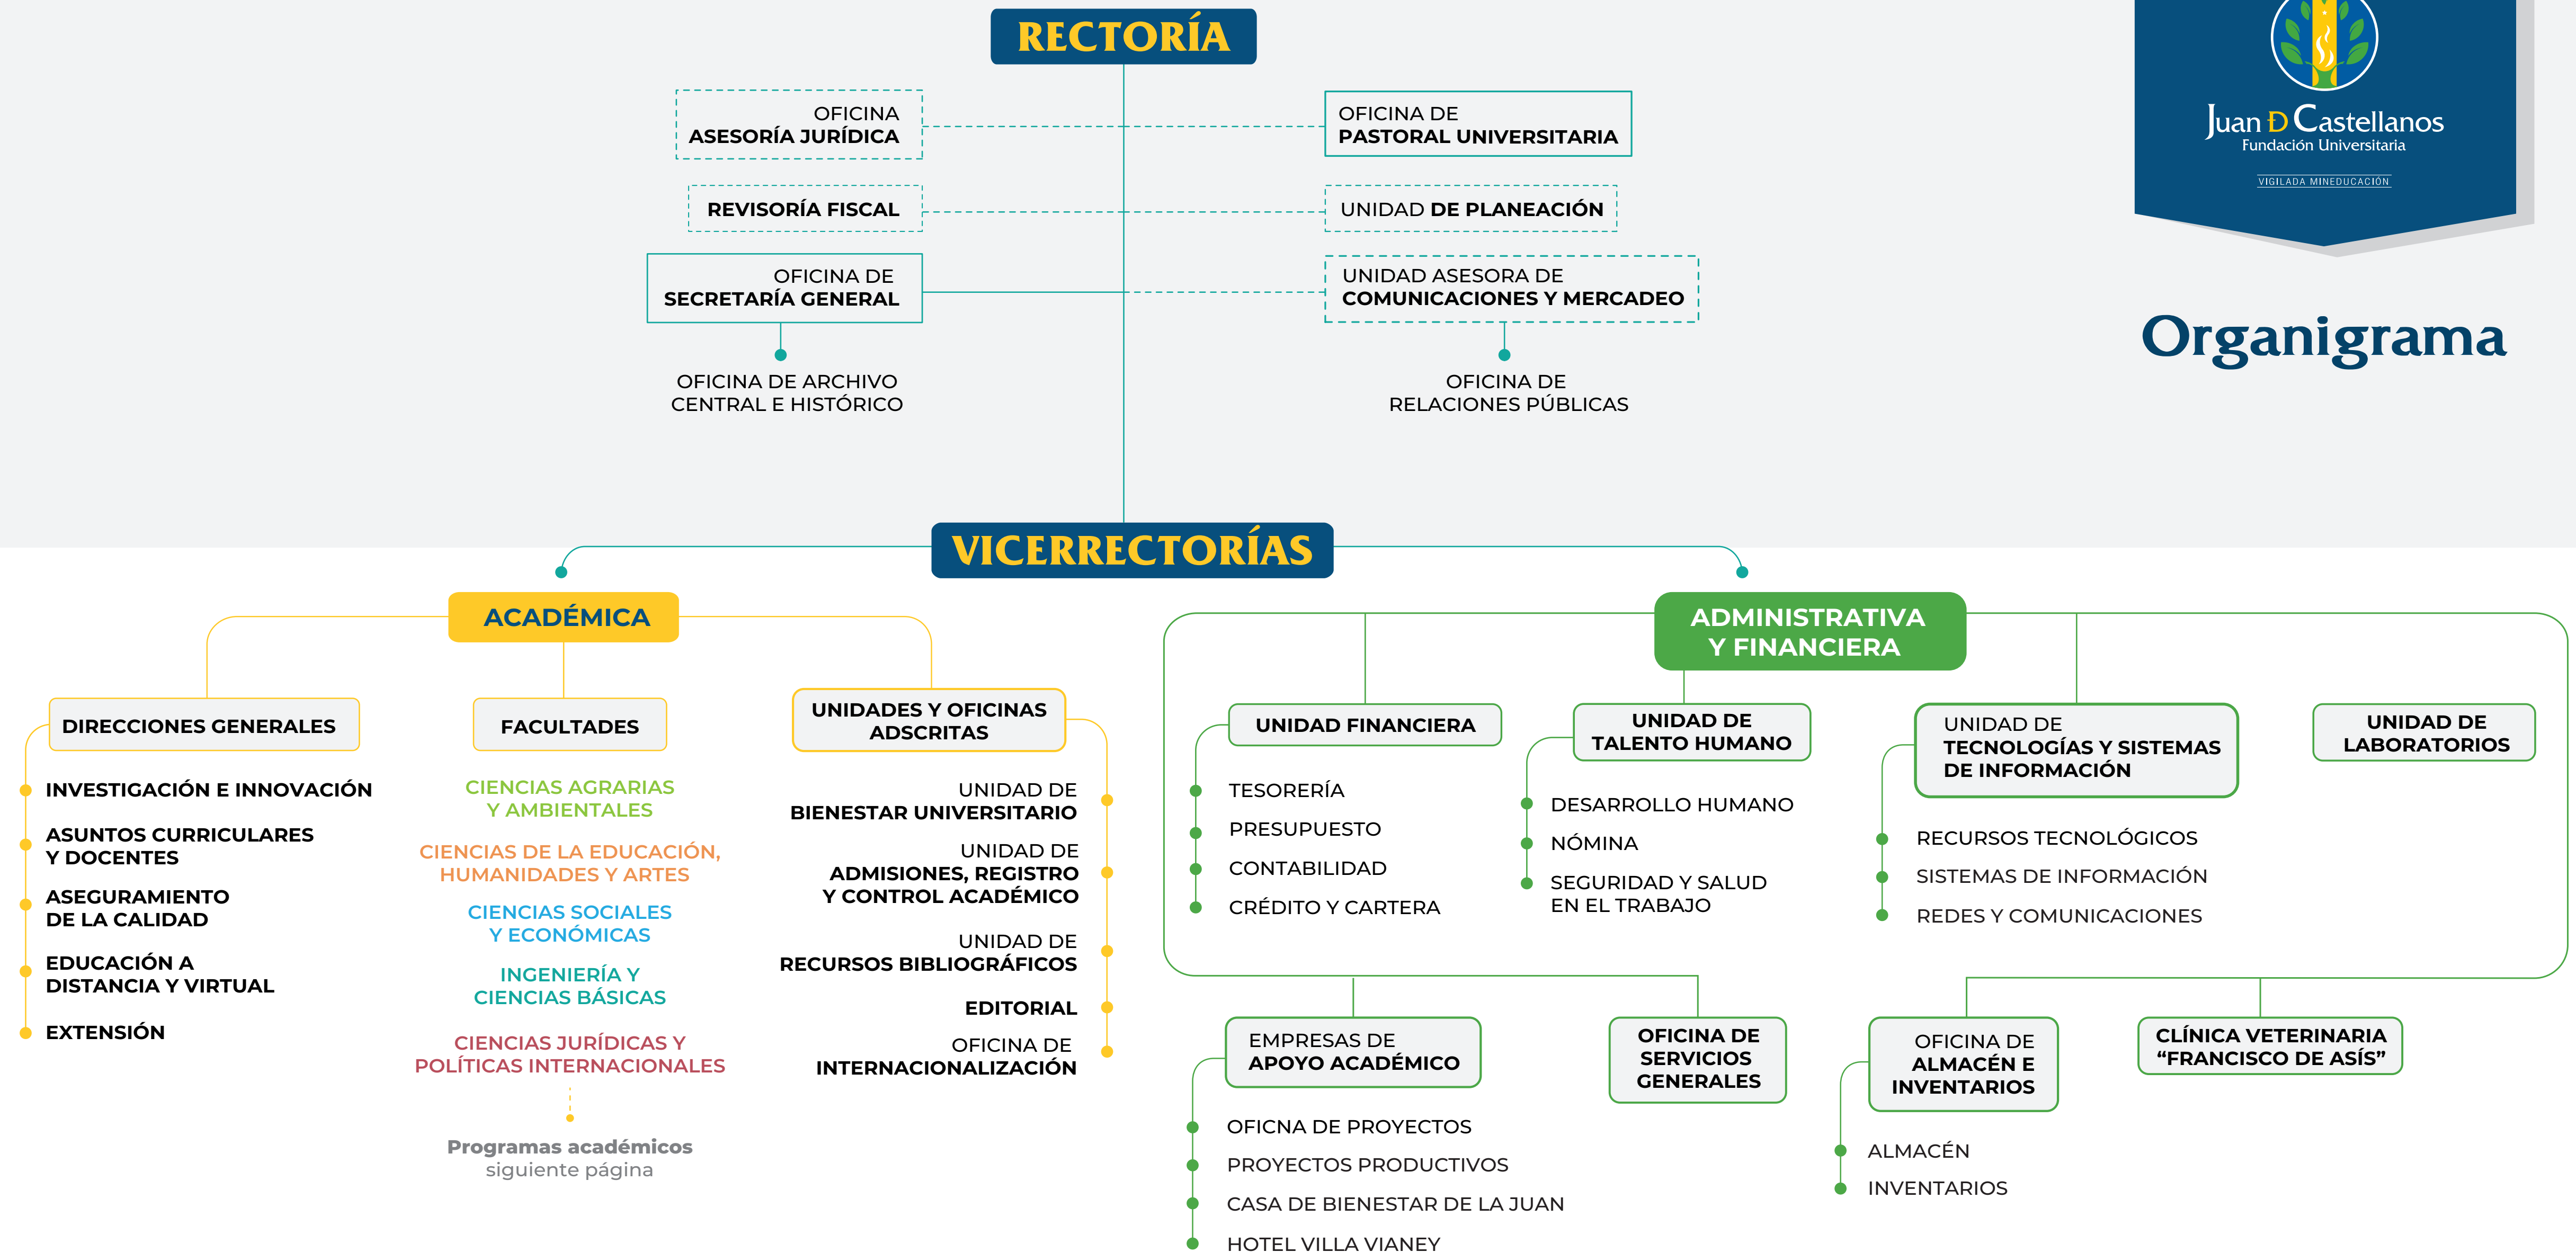 RECTORÍA
OFICINA
ASESORÍA JURÍDICA
OFICINA DE
PASTORAL UNIVERSITARIA
REVISORÍA FISCAL
UNIDAD DE PLANEACIÓN
OFICINA DE
SECRETARÍA GENERAL
UNIDAD ASESORA DE
COMUNICACIONES Y MERCADEO
OFICINA DE ARCHIVO
CENTRAL E HISTÓRICO
OFICINA DE
RELACIONES PÚBLICAS
Juan D Castellanos
Fundación Universitaria
VIGILADA MINEDUCACIÓN
Organigrama
VICERRECTORÍAS
ACADÉMICA
DIRECCIONES GENERALES
INVESTIGACIÓN E INNOVACIÓN
ASUNTOS CURRICULARES
Y DOCENTES
ASEGURAMIENTO
DE LA CALIDAD
EDUCACIÓN A
DISTANCIA Y VIRTUAL
EXTENSIÓN
FACULTADES
CIENCIAS AGRARIAS
Y AMBIENTALES
CIENCIAS DE LA EDUCACIÓN,
HUMANIDADES Y ARTES
CIENCIAS SOCIALES
Y ECONÓMICAS
INGENIERÍA Y
CIENCIAS BÁSICAS
CIENCIAS JURÍDICAS Y
POLÍTICAS INTERNACIONALES
Programas académicos
siguiente página
UNIDADES Y OFICINAS
ADSCRITAS
UNIDAD DE
BIENESTAR UNIVERSITARIO
UNIDAD DE
ADMISIONES, REGISTRO
Y CONTROL ACADÉMICO
UNIDAD DE
RECURSOS BIBLIOGRÁFICOS
EDITORIAL
OFICINA DE
INTERNACIONALIZACIÓN
ADMINISTRATIVA
Y FINANCIERA
UNIDAD FINANCIERA
TESORERÍA
PRESUPUESTO
CONTABILIDAD
CRÉDITO Y CARTERA
UNIDAD DE
TALENTO HUMANO
DESARROLLO HUMANO
NÓMINA
SEGURIDAD Y SALUD
EN EL TRABAJO
UNIDAD DE
TECNOLOGÍAS Y SISTEMAS
DE INFORMACIÓN
RECURSOS TECNOLÓGICOS
SISTEMAS DE INFORMACIÓN
REDES Y COMUNICACIONES
UNIDAD DE
LABORATORIOS
EMPRESAS DE
APOYO ACADÉMICO
OFICNA DE PROYECTOS
PROYECTOS PRODUCTIVOS
CASA DE BIENESTAR DE LA JUAN
HOTEL VILLA VIANEY
OFICINA DE
SERVICIOS
GENERALES
OFICINA DE
ALMACÉN E
INVENTARIOS
ALMACÉN
INVENTARIOS
CLÍNICA VETERINARIA
“FRANCISCO DE ASÍS”